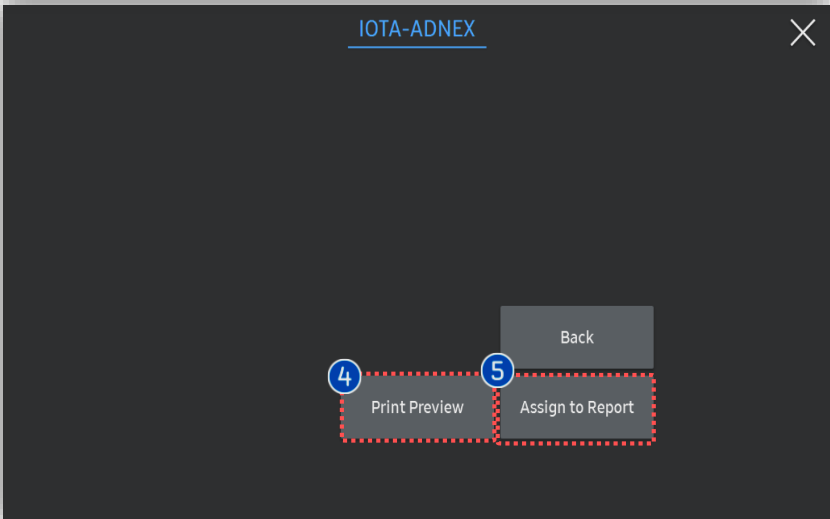 IOTA-ADNEX
Back
4
5
Print Preview
Assign to Report